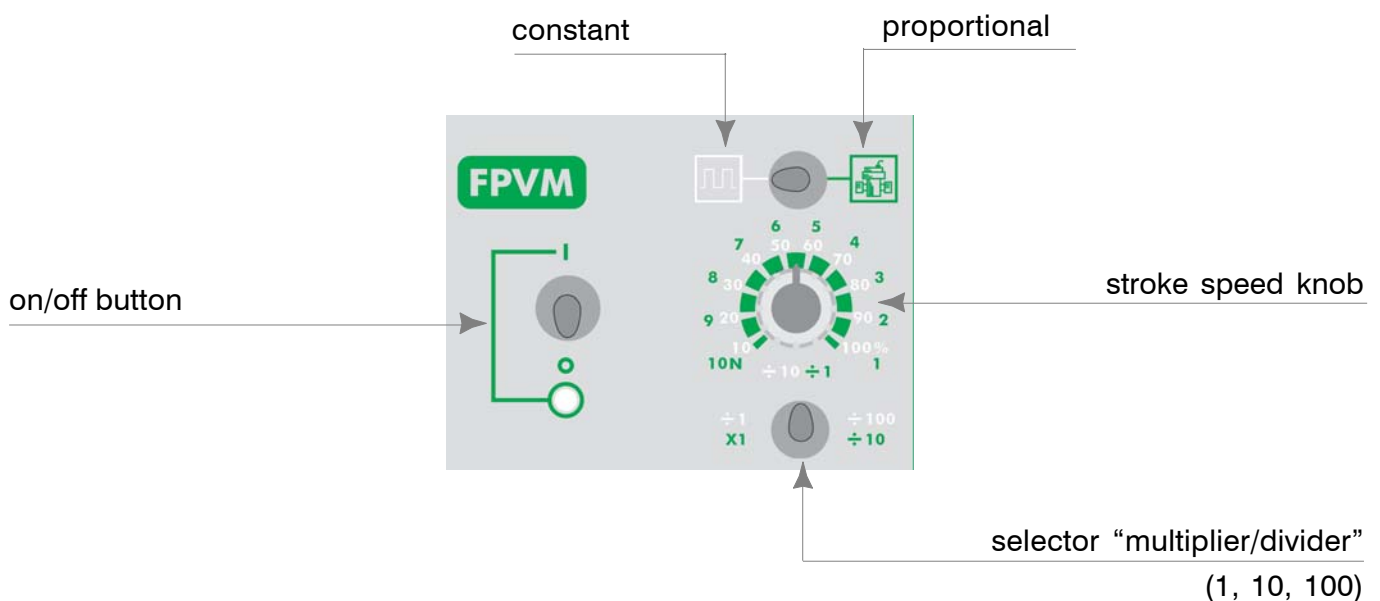 constant
proportional
FPVM
I
on/off button
O
6 5
50 60
7 4
40 70
8 3
30 80
stroke speed knob
9 2
20 90
10 100%
10N 1
÷10 ÷1
÷1 ÷100
X1 ÷10
selector “multiplier/divider”
(1, 10, 100)